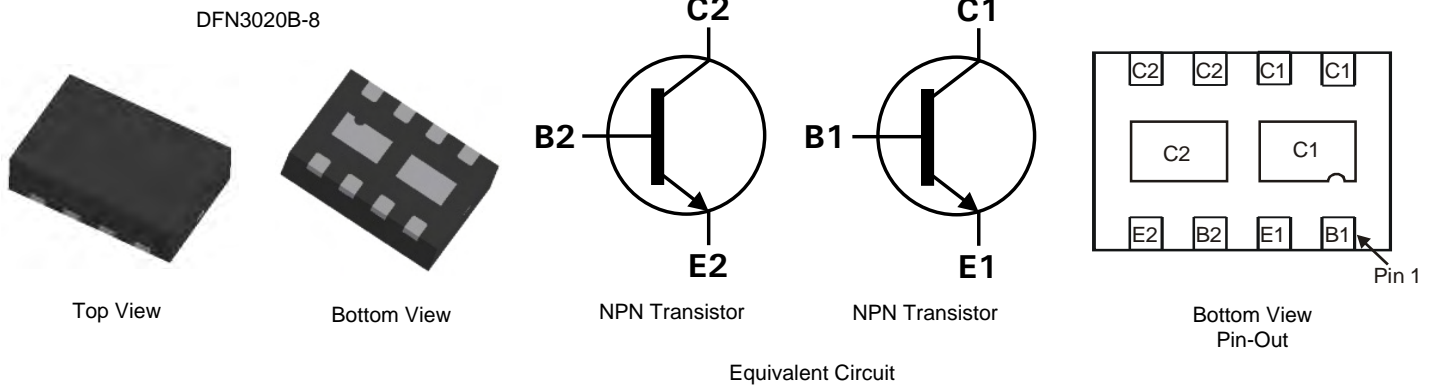 DFN3020B-8
Top View
Bottom View
C2
B2
E2
NPN Transistor
C1
B1
E1
NPN Transistor
Equivalent Circuit
C2 C2 C1 C1
C2 C1
E2 B2 E1 B1
Pin 1
Bottom View
Pin-Out